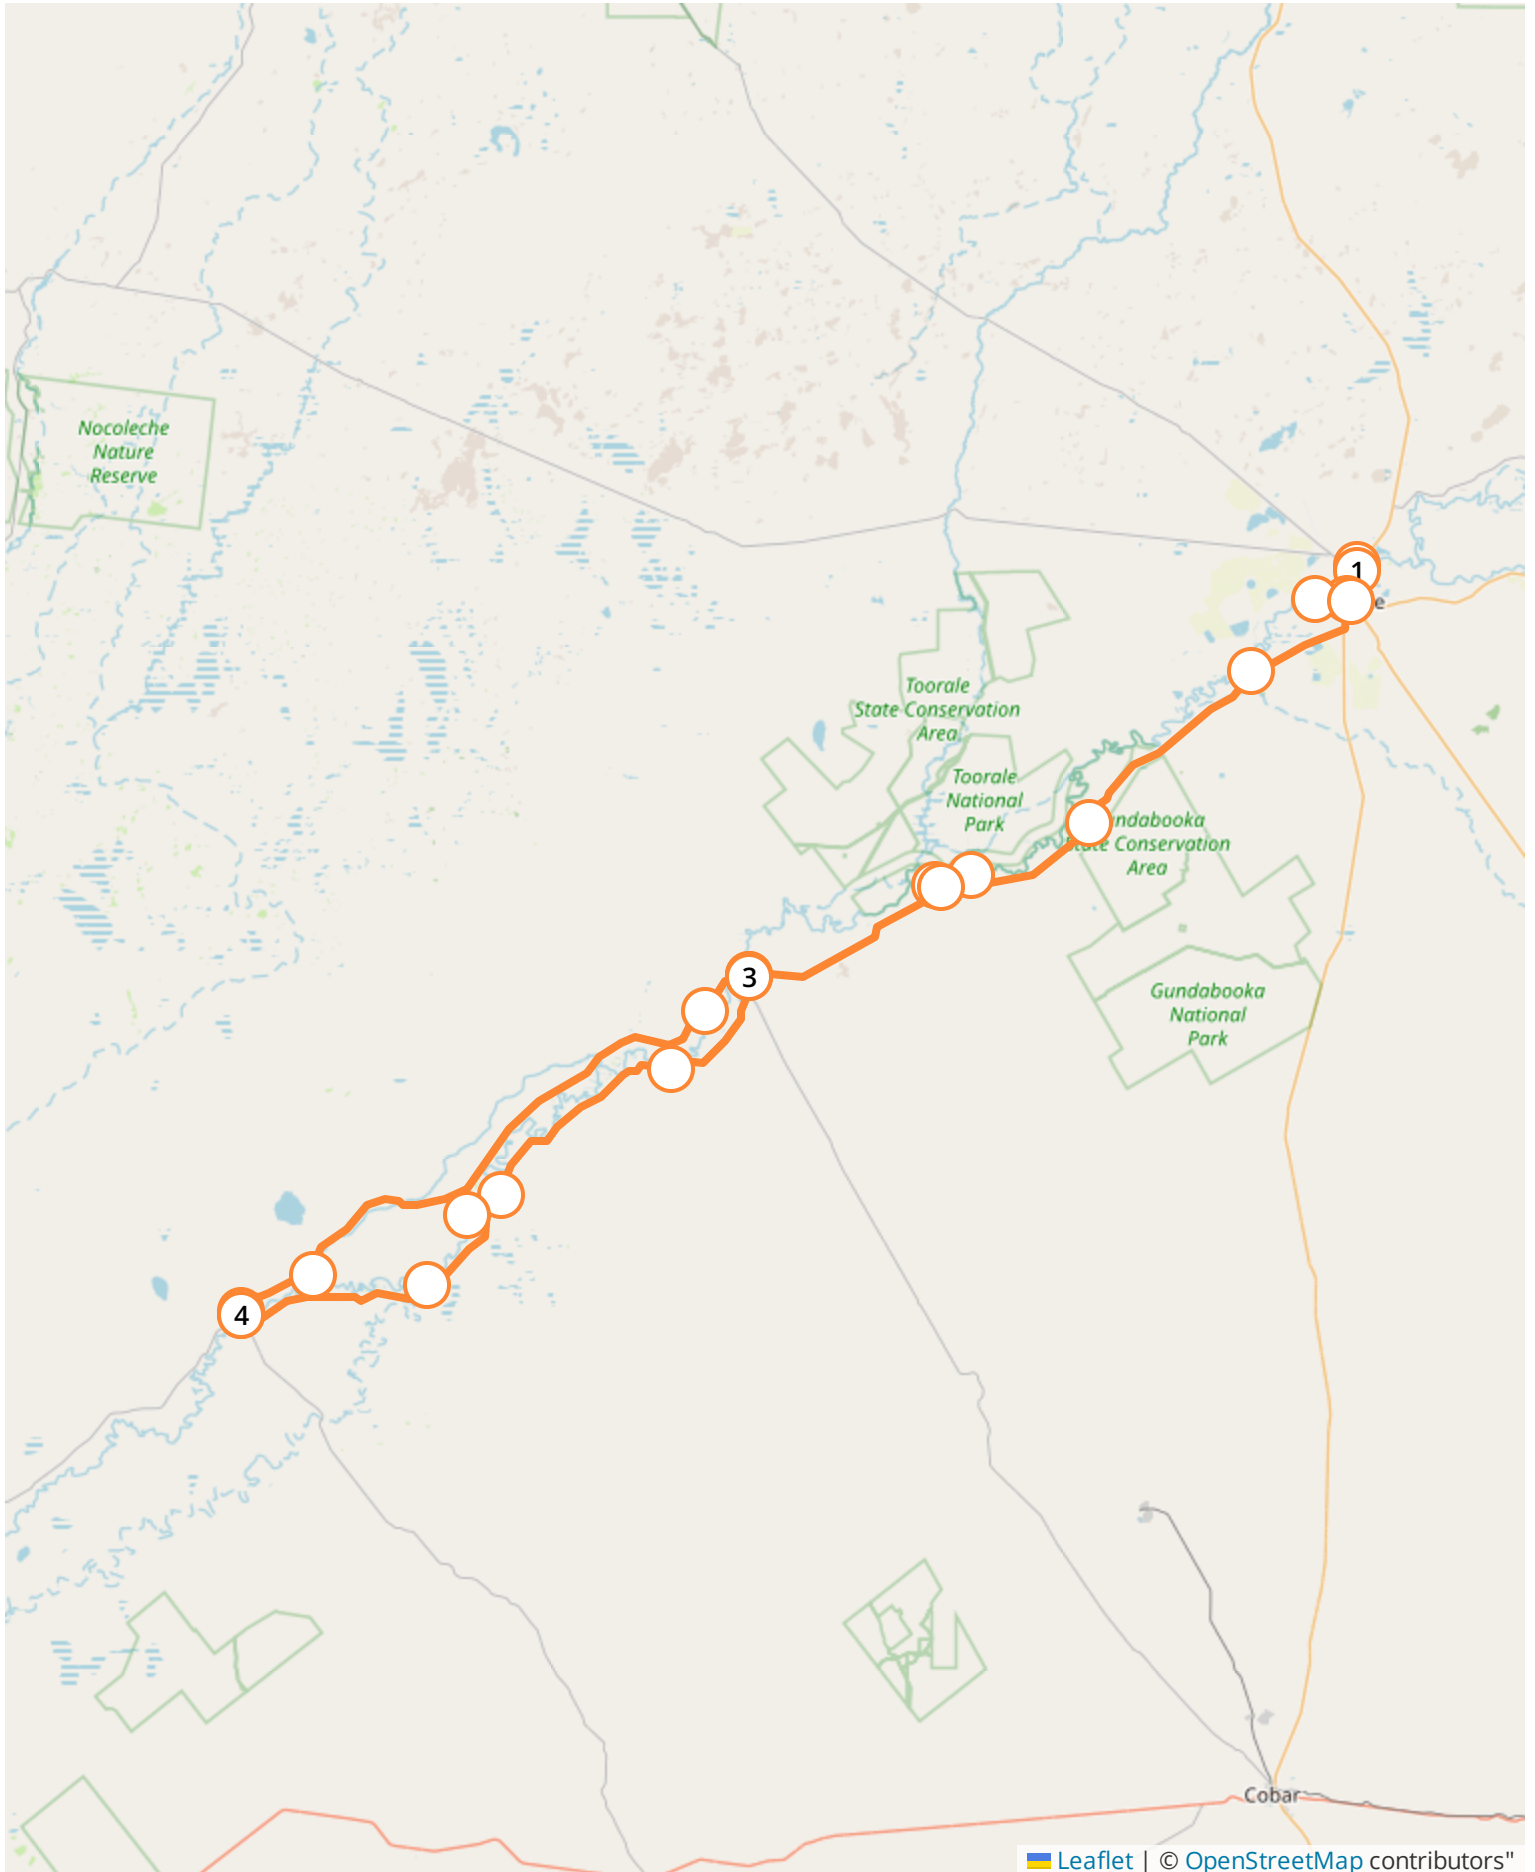 Nocoleche
Nature
Reserve
1
e
Toorale
State Conservation
Area
Toorale
National
Park
ndabooka
State Conservation
Area
3
Gundabooka
National
Park
4
Cobar
Leaflet | © OpenStreetMap contributors"